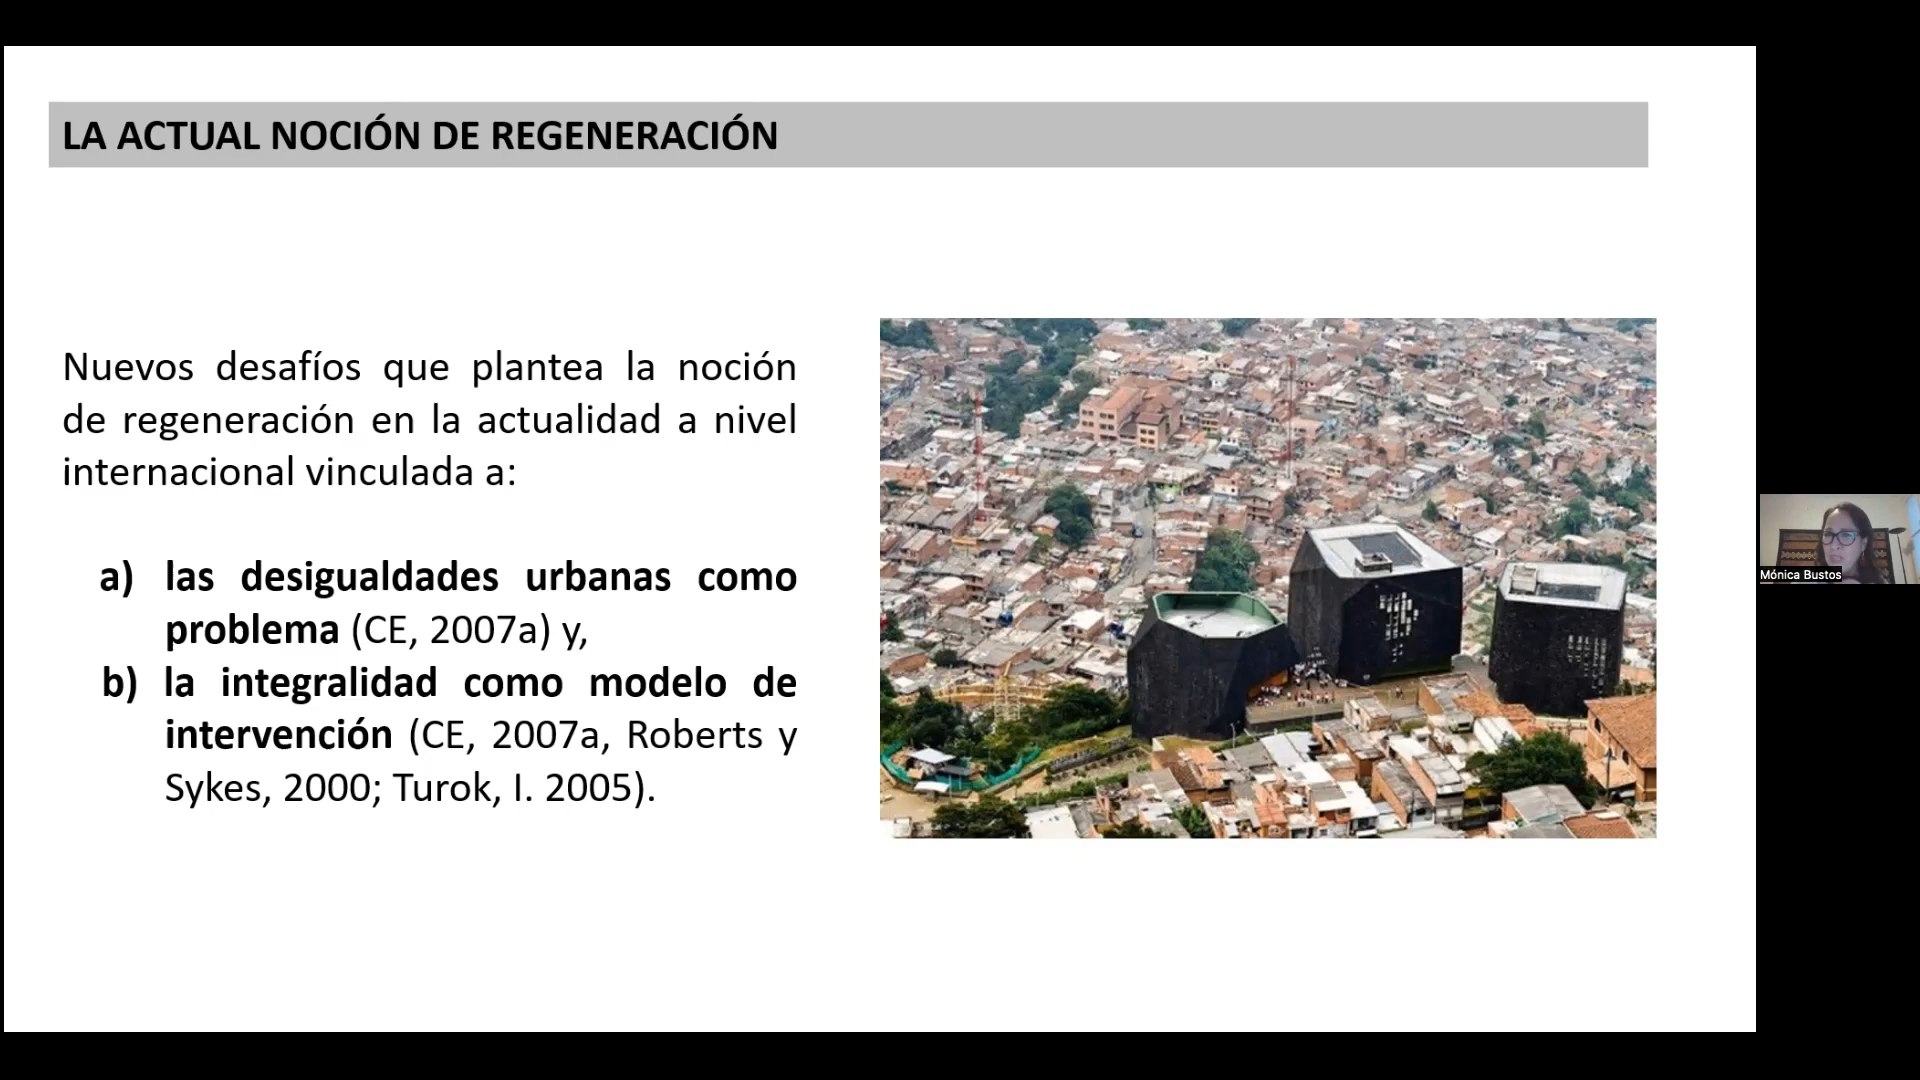 LA ACTUAL NOCIÓN DE REGENERACIÓN
Nuevos desafíos que plantea la noción
de regeneración en la actualidad a nivel
internacional vinculada a:
a) las desigualdades urbanas como
problema (CE, 2007a) y,
b) la integralidad como modelo de
intervención (CE, 2007a, Roberts y
Sykes, 2000; Turok, I. 2005).
Mónica Bustos